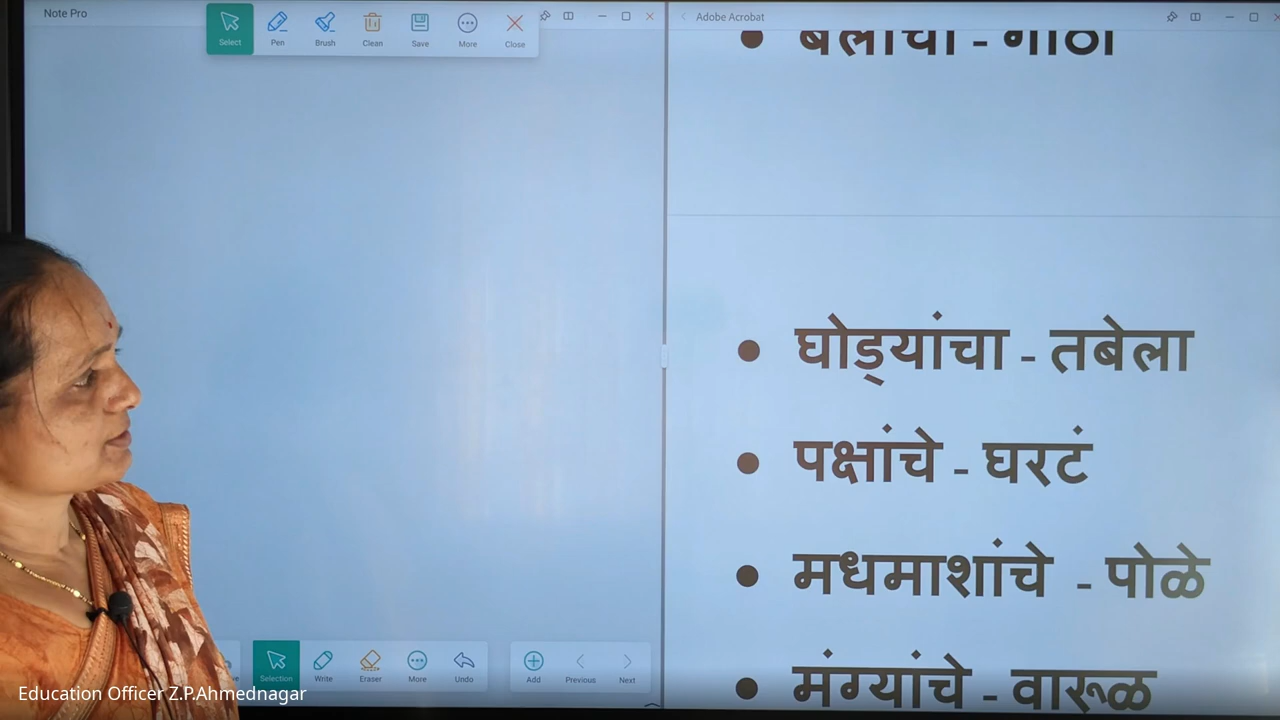 Note Pro
Select
Pen
Brush
Clean
Save
More
Close
Adobe Acrobat
बैलांचा - गोठा
घोड्यांचा - तबेला
पक्षांचे - घरटं
मधमाशांचे - पोळे
मुंग्यांचे - वारूळ
Selection
Write
Eraser
More
Undo
Add
Previous
Next
Education Officer Z.P.Ahmednagar